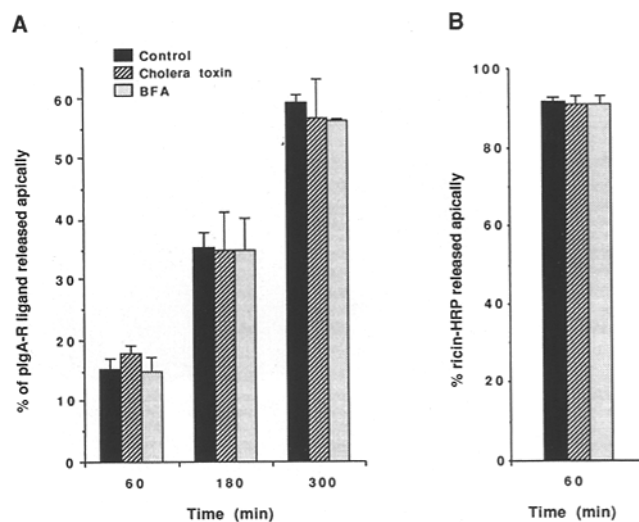 A
Control
Cholera toxin
BFA
% of pIgA-R ligand released apically
60
50
40
30
20
10
0
60 180 300
Time (min)
B
% ricin-HRP released apically
100
80
60
40
20
0
60
Time (min)